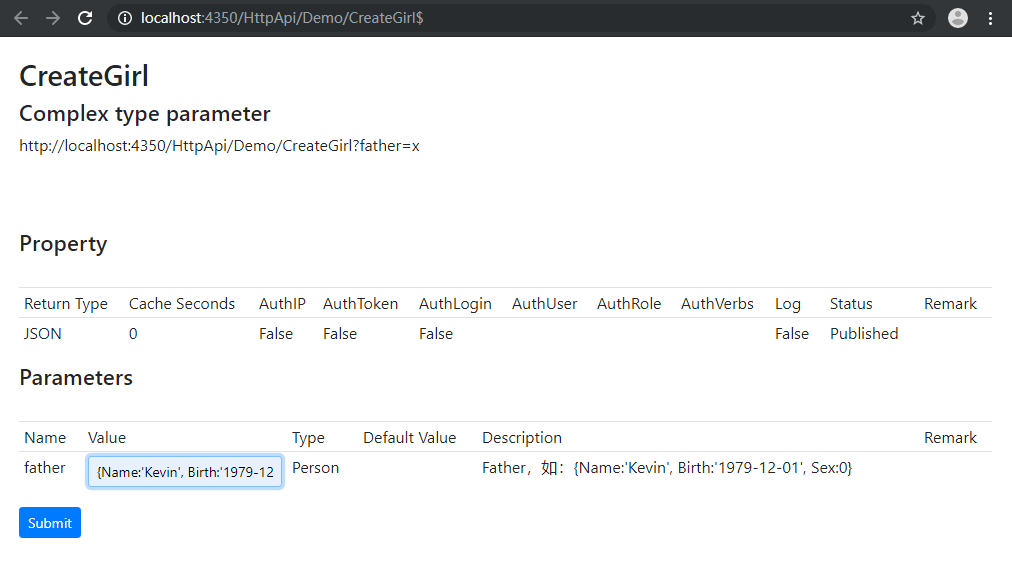 localhost:4350/HttpApi/Demo/CreateGirl$
CreateGirl
Complex type parameter
http://localhost:4350/HttpApi/Demo/CreateGirl?father=x
Property
Return Type Cache Seconds AuthIP AuthToken AuthLogin AuthUser AuthRole AuthVerbs Log Status Remark
JSON 0 False False False False Published
Parameters
Name Value Type Default Value Description Remark
father {Name:'Kevin', Birth:'1979-12 Person Father，如：{Name:'Kevin', Birth:'1979-12-01', Sex:0}
Submit